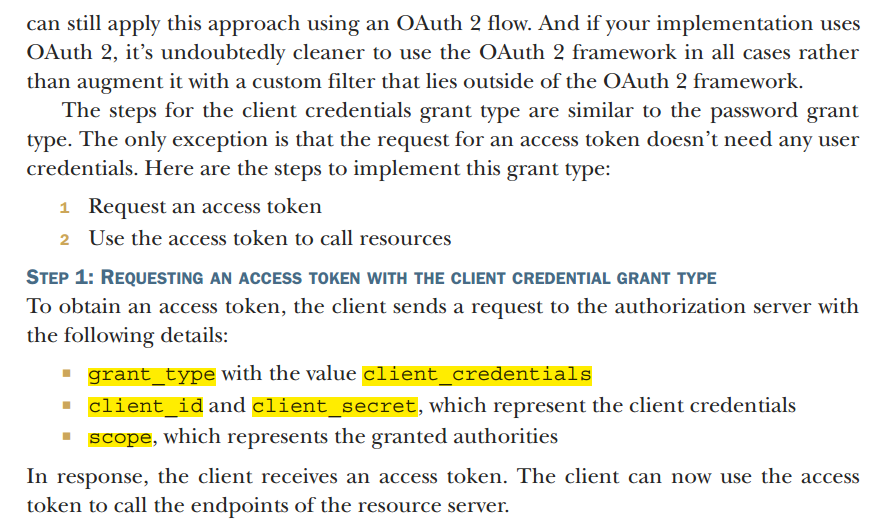 can still apply this approach using an OAuth 2 flow. And if your implementation uses
OAuth 2, it's undoubtedly cleaner to use the OAuth 2 framework in all cases rather
than augment it with a custom filter that lies outside of the OAuth 2 framework.
The steps for the client credentials grant type are similar to the password grant
type. The only exception is that the request for an access token doesn't need any user
credentials. Here are the steps to implement this grant type:
1 Request an access token
2 Use the access token to call resources
STEP 1: REQUESTING AN ACCESS TOKEN WITH THE CLIENT CREDENTIAL GRANT TYPE
To obtain an access token, the client sends a request to the authorization server with
the following details:
■ grant_type with the value client_credentials
■ client_id and client_secret, which represent the client credentials
■ scope, which represents the granted authorities
In response, the client receives an access token. The client can now use the access
token to call the endpoints of the resource server.